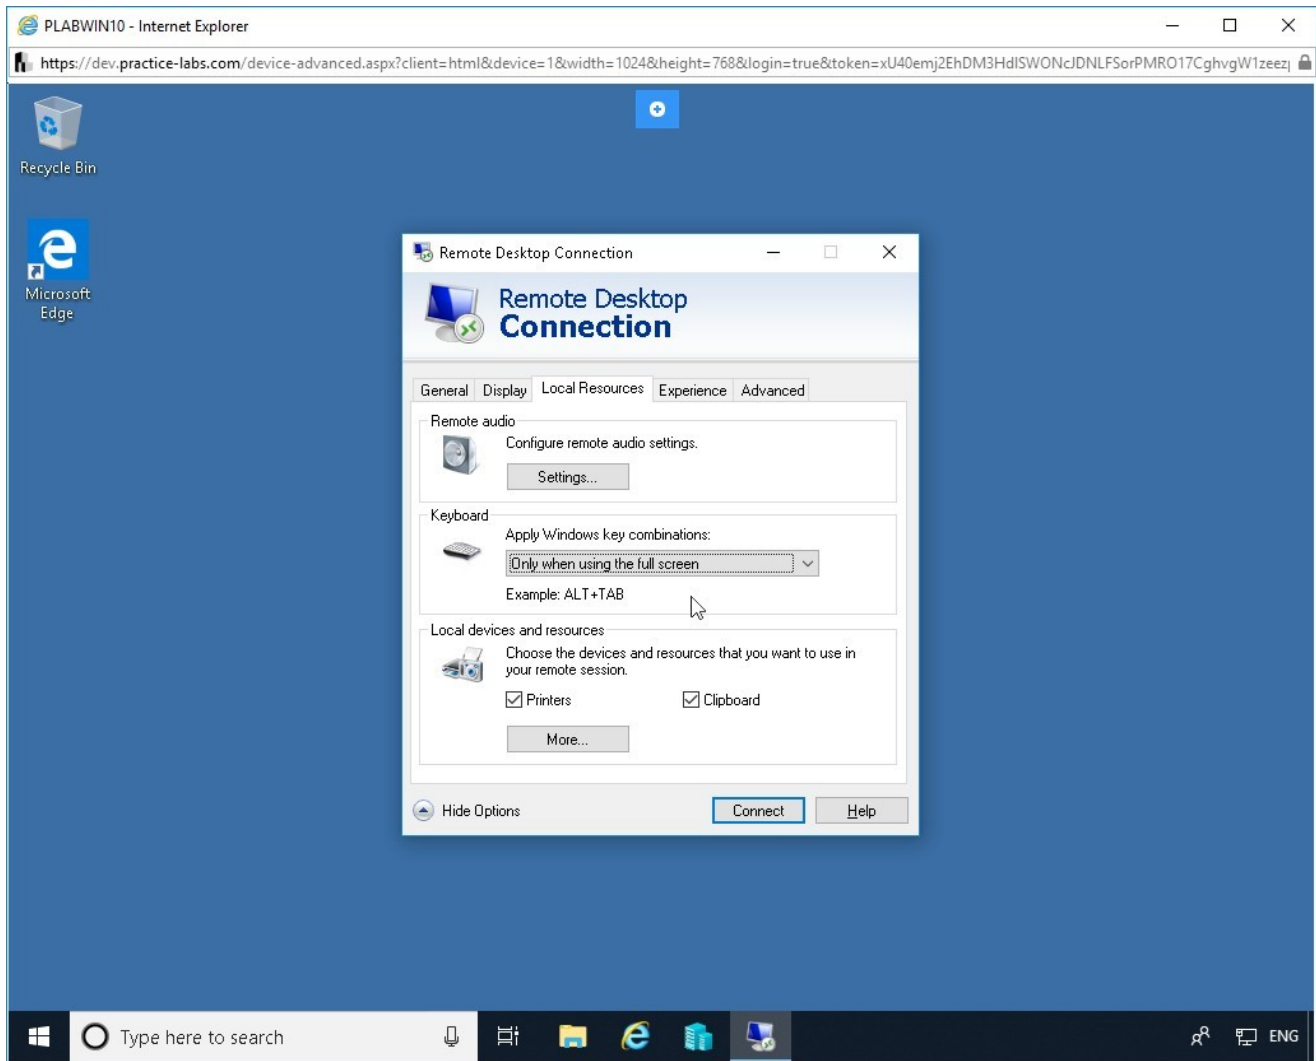 PLABWIN10 - Internet Explorer
https://dev.practice-labs.com/device-advanced.aspx?client=html&device=1&width=1024&height=768&login=true&token=xU40emj2EhDM3HdISWONcJDNLFSorPMRO17CghvgW1zeez
Recycle Bin
Microsoft
Edge
Remote Desktop Connection
Remote Desktop
Connection
General Display Local Resources Experience Advanced
Remote audio
Configure remote audio settings.
Settings...
Keyboard
Apply Windows key combinations:
Only when using the full screen
Example: ALT+TAB
Local devices and resources
Choose the devices and resources that you want to use in
your remote session.
Printers Clipboard
More...
Hide Options Connect Help
Type here to search ENG